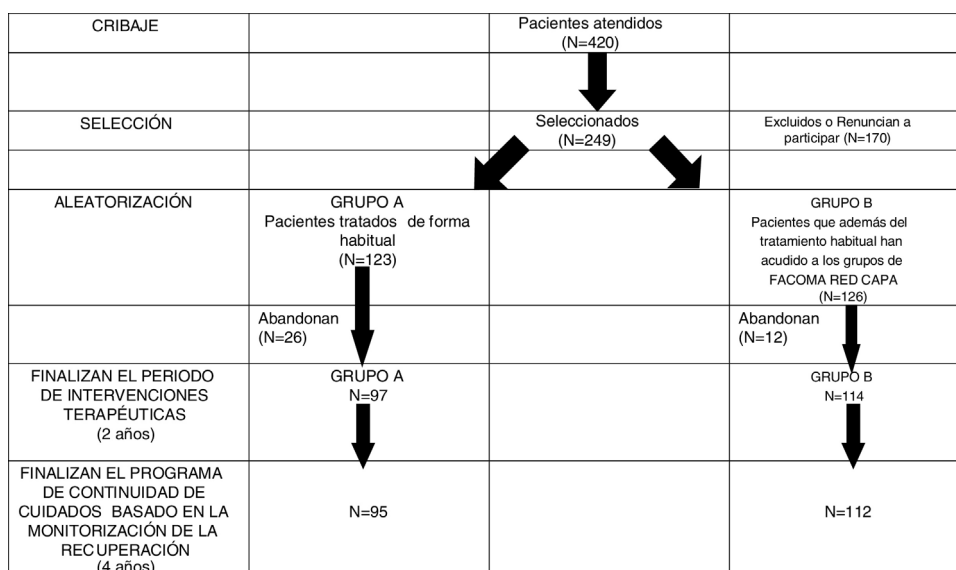 CRIBAJE
Pacientes atendidos
(N=420)
SELECCIÓN
Seleccionados
(N=249)
Excluidos o Renuncian a
participar (N=170)
ALEATORIZACIÓN
GRUPO A
Pacientes tratados de forma
habitual
(N=123)
GRUPO B
Pacientes que además del
tratamiento habitual han
acudido a los grupos de
FACOMA RED CAPA
(N=126)
Abandonan
(N=26)
Abandonan
(N=12)
FINALIZAN EL PERIODO
DE INTERVENCIONES
TERAPÉUTICAS
(2 años)
GRUPO A
N=97
GRUPO B
N=114
FINALIZAN EL PROGRAMA
DE CONTINUIDAD DE
CUIDADOS BASADO EN LA
MONITORIZACIÓN DE LA
RECUPERACIÓN
(4 años)
N=95
N=112